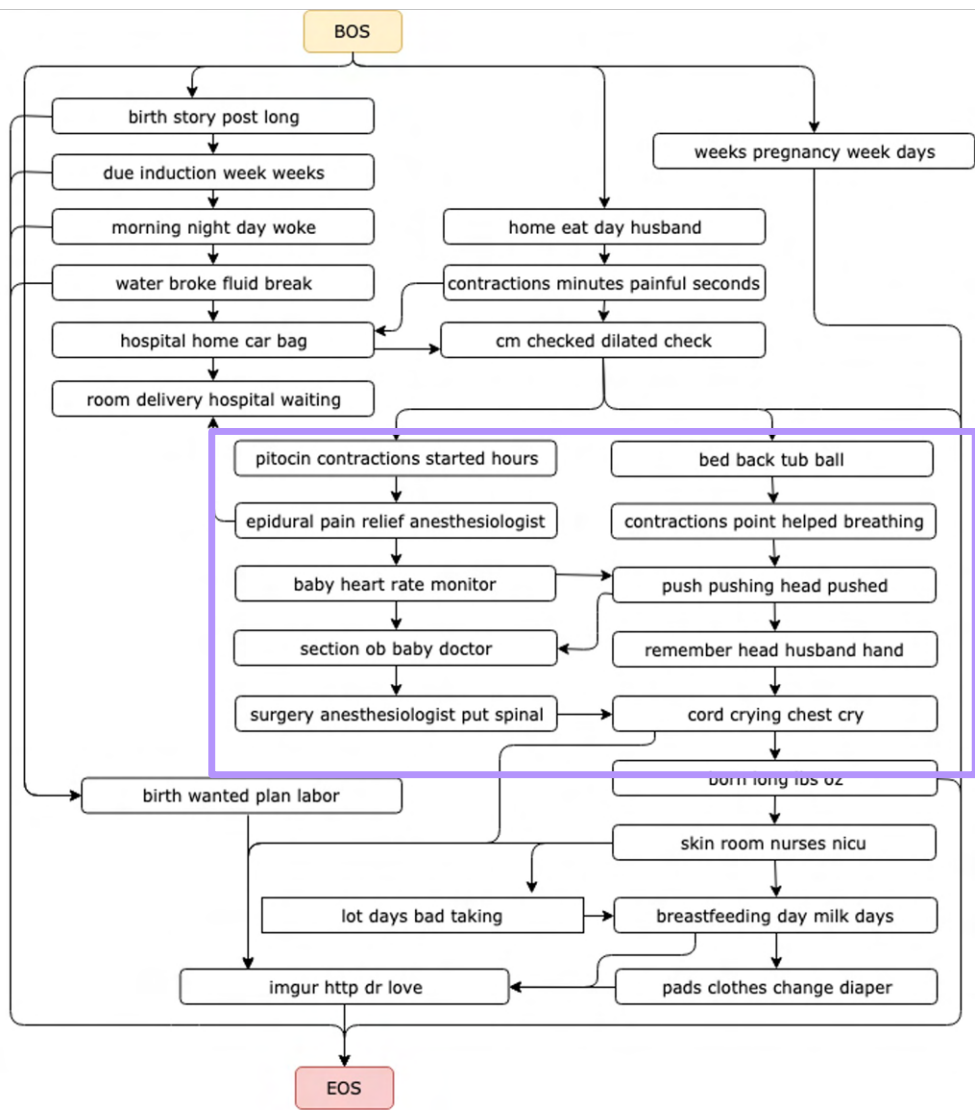 BOS
birth story post long
weeks pregnancy week days
due induction week weeks
morning night day woke
home eat day husband
water broke fluid break
contractions minutes painful seconds
hospital home car bag
cm checked dilated check
room delivery hospital waiting
pitocin contractions started hours
bed back tub ball
epidural pain relief anesthesiologist
contractions point helped breathing
baby heart rate monitor
push pushing head pushed
section ob baby doctor
remember head husband hand
surgery anesthesiologist put spinal
cord crying chest cry
born long lbs oz
birth wanted plan labor
skin room nurses nicu
lot days bad taking
breastfeeding day milk days
imgur http dr love
pads clothes change diaper
EOS